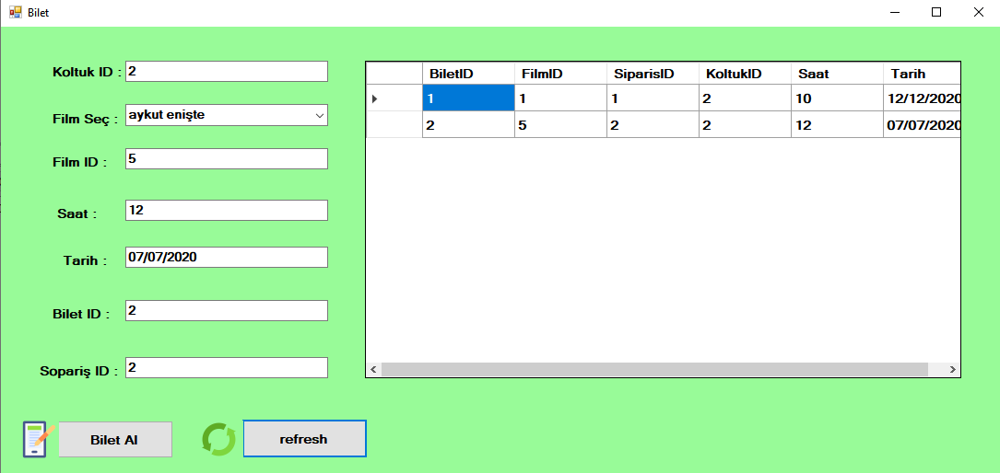 Bilet
Koltuk ID : 2
Film Seç : aykut enişte
Film ID : 5
Saat : 12
Tarih : 07/07/2020
Bilet ID : 2
Sopariş ID : 2
Bilet Al
refresh
BiletID FilmID SiparisID KoltukID Saat Tarih
1 1 1 2 10 12/12/2020
2 5 2 2 12 07/07/2020